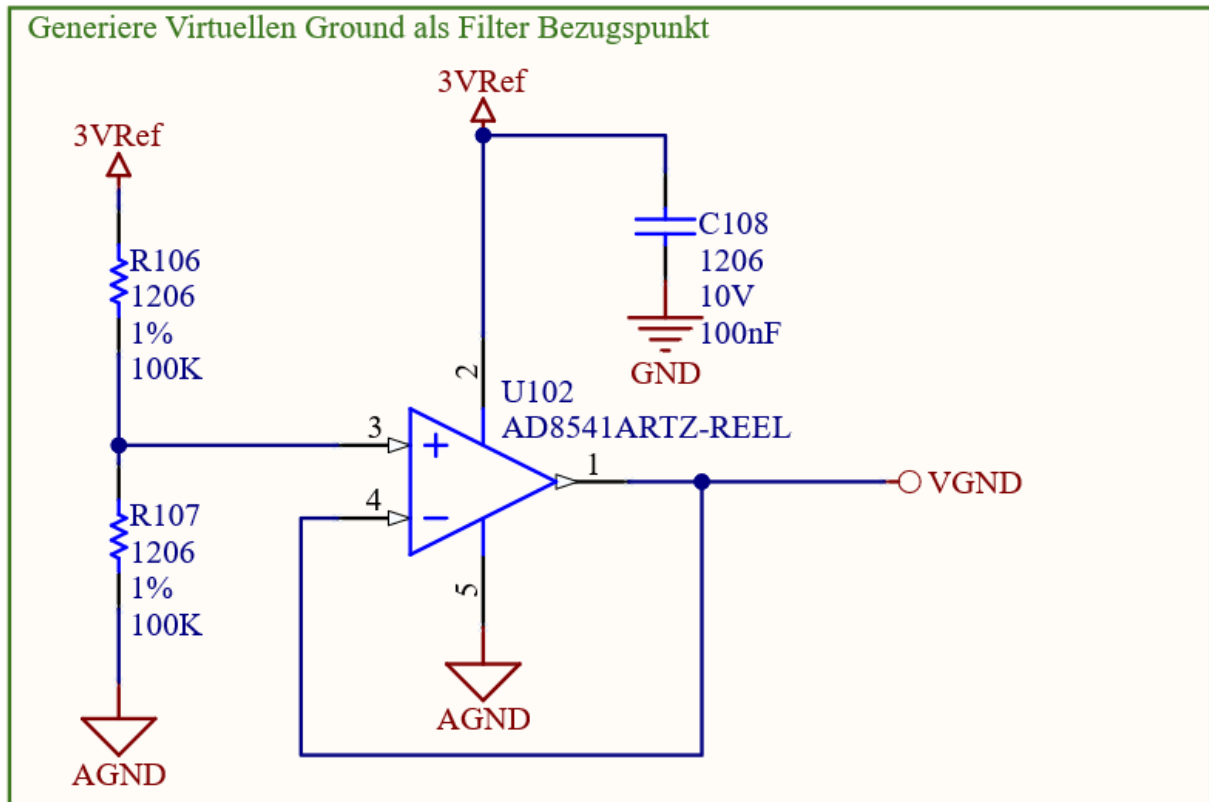 Generiere Virtuellen Ground als Filter Bezugspunkt
3VRef
3VRef
R106
1206
1%
100K
C108
1206
10V
100nF
GND
2
U102
AD8541ARTZ-REEL
3
+
1
VGND
4
−
R107
1206
1%
100K
5
AGND
AGND